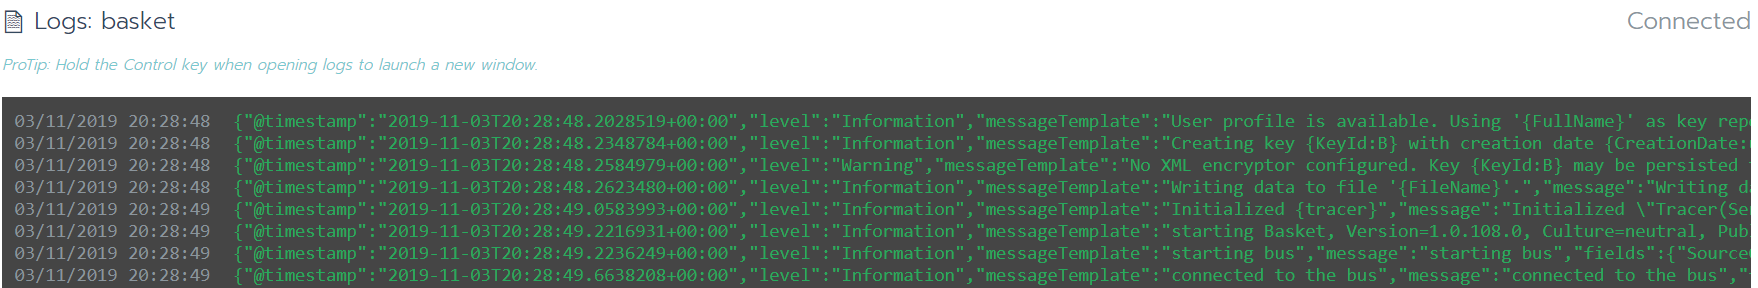 Logs: basket
Connected
ProTip: Hold the Control key when opening logs to launch a new window.
03/11/2019 20:28:48 {"@timestamp":"2019-11-03T20:28:48.2028519+00:00","level":"Information","messageTemplate":"User profile is available. Using '{FullName}' as key rep
03/11/2019 20:28:48 {"@timestamp":"2019-11-03T20:28:48.2348784+00:00","level":"Information","messageTemplate":"Creating key {KeyId:B} with creation date {CreationDate:
03/11/2019 20:28:48 {"@timestamp":"2019-11-03T20:28:48.2584979+00:00","level":"Warning","messageTemplate":"No XML encryptor configured. Key {KeyId:B} may be persisted
03/11/2019 20:28:48 {"@timestamp":"2019-11-03T20:28:48.2623480+00:00","level":"Information","messageTemplate":"Writing data to file '{FileName}'.","message":"Writing d
03/11/2019 20:28:49 {"@timestamp":"2019-11-03T20:28:49.0583993+00:00","level":"Information","messageTemplate":"Initialized {tracer}","message":"Initialized \"Tracer(Se
03/11/2019 20:28:49 {"@timestamp":"2019-11-03T20:28:49.2216931+00:00","level":"Information","messageTemplate":"starting Basket, Version=1.0.108.0, Culture=neutral, Pub
03/11/2019 20:28:49 {"@timestamp":"2019-11-03T20:28:49.2236249+00:00","level":"Information","messageTemplate":"starting bus","message":"starting bus","fields":{"Source
03/11/2019 20:28:49 {"@timestamp":"2019-11-03T20:28:49.6638208+00:00","level":"Information","messageTemplate":"connected to the bus","message":"connected to the bus","